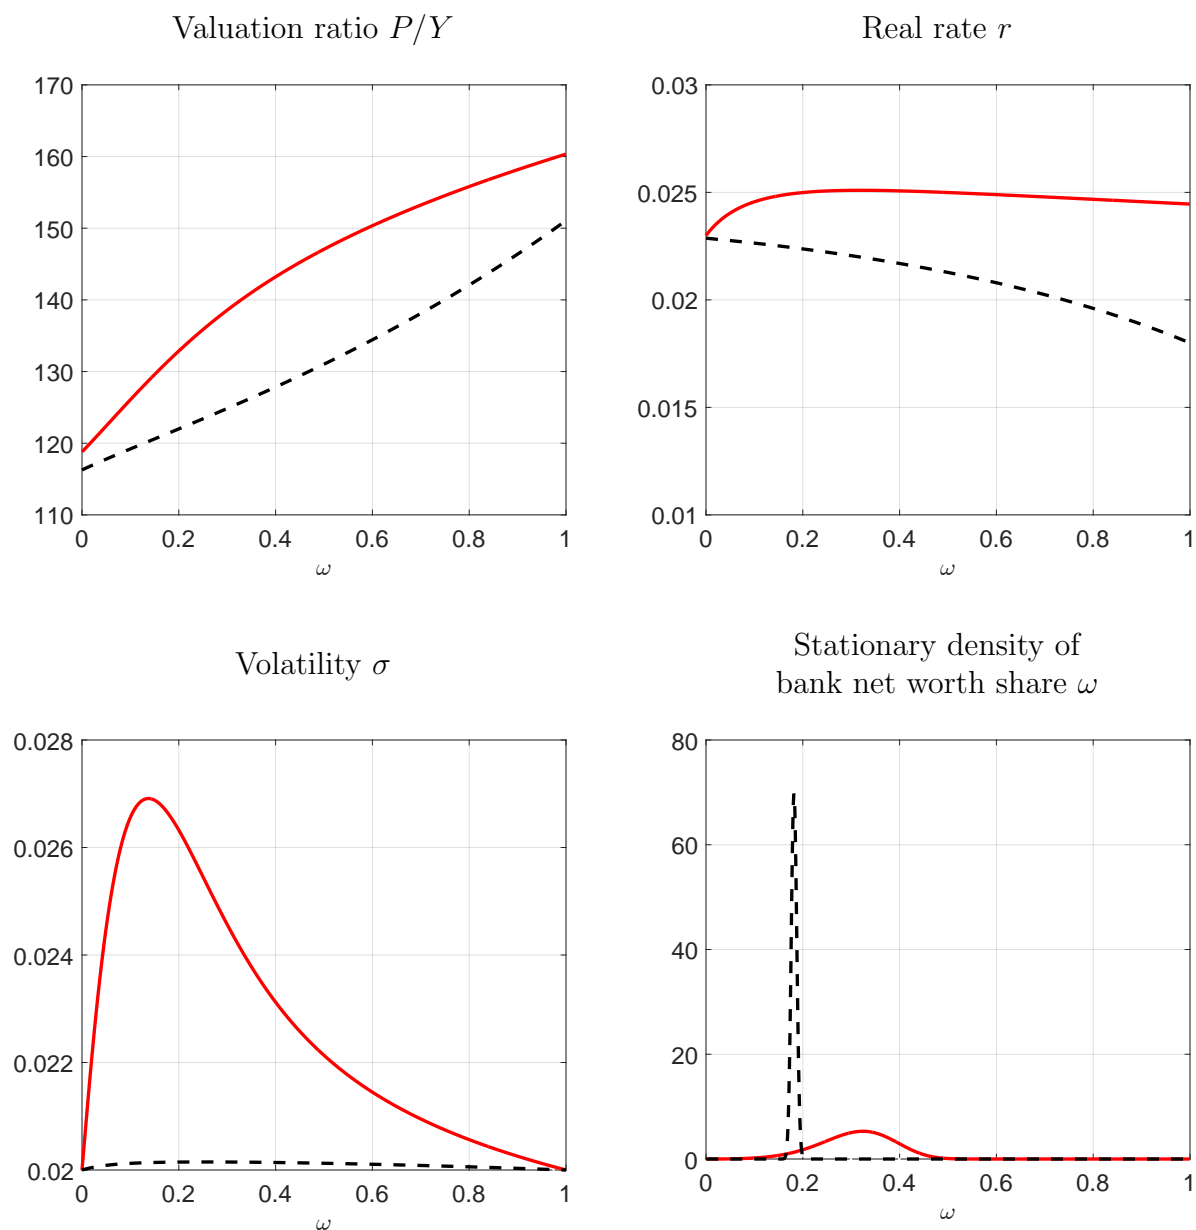 Valuation ratio P/Y
170
160
150
140
130
120
110
0 0.2 0.4 0.6 0.8 1
ω
Real rate r
0.03
0.025
0.02
0.015
0.01
0 0.2 0.4 0.6 0.8 1
ω
Volatility σ
0.028
0.026
0.024
0.022
0.02
0 0.2 0.4 0.6 0.8 1
ω
Stationary density of
bank net worth share ω
80
60
40
20
0
0 0.2 0.4 0.6 0.8 1
ω